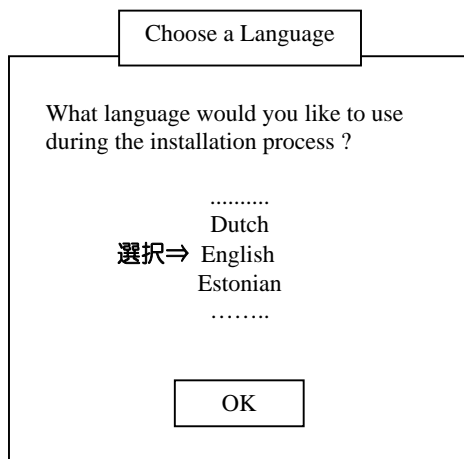 Choose a Language
What language would you like to use
during the installation process ?
..........
Dutch
選択⇒ English
Estonian
……..
OK